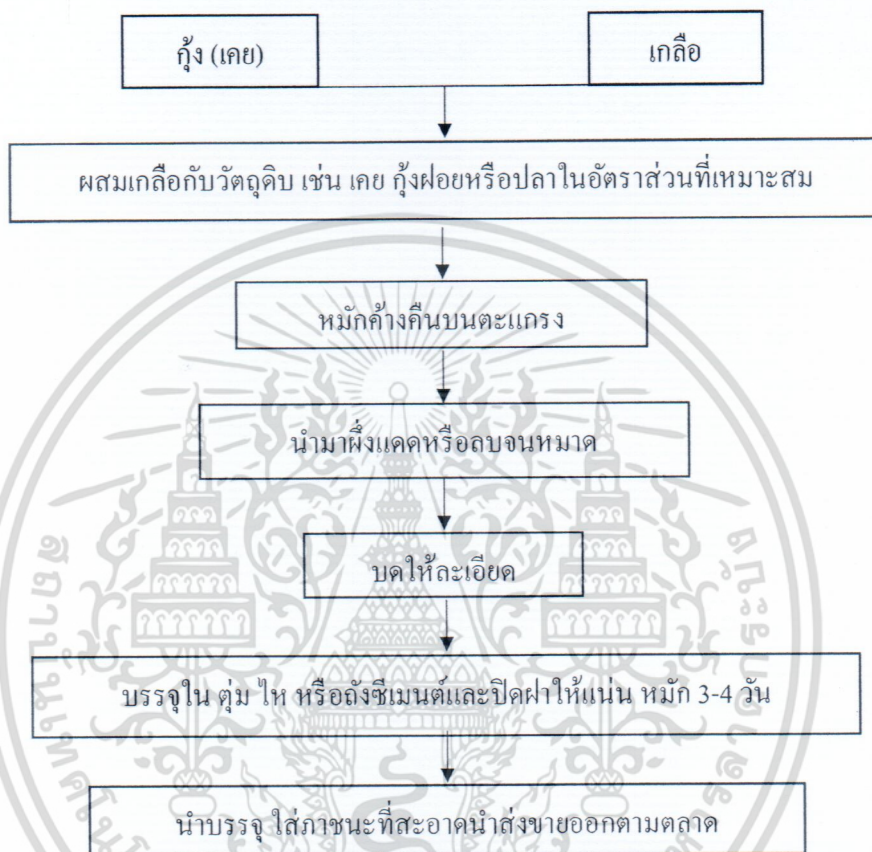 กุ้ง (เคย)
เกลือ
ผสมเกลือกับวัตถุดิบ เช่น เคย กุ้งฝอยหรือปลาในอัตราส่วนที่เหมาะสม
หมักค้างคืนบนตะแกรง
นำมาผึ่งแดดหรือลบจนหมาด
บดให้ละเอียด
บรรจุใน ตุ่ม ไห หรือถังซีเมนต์และปิดฝาให้แน่น หมัก 3-4 วัน
นำบรรจุ ใส่ภาชนะที่สะอาดนำส่งขายออกตามตลาด